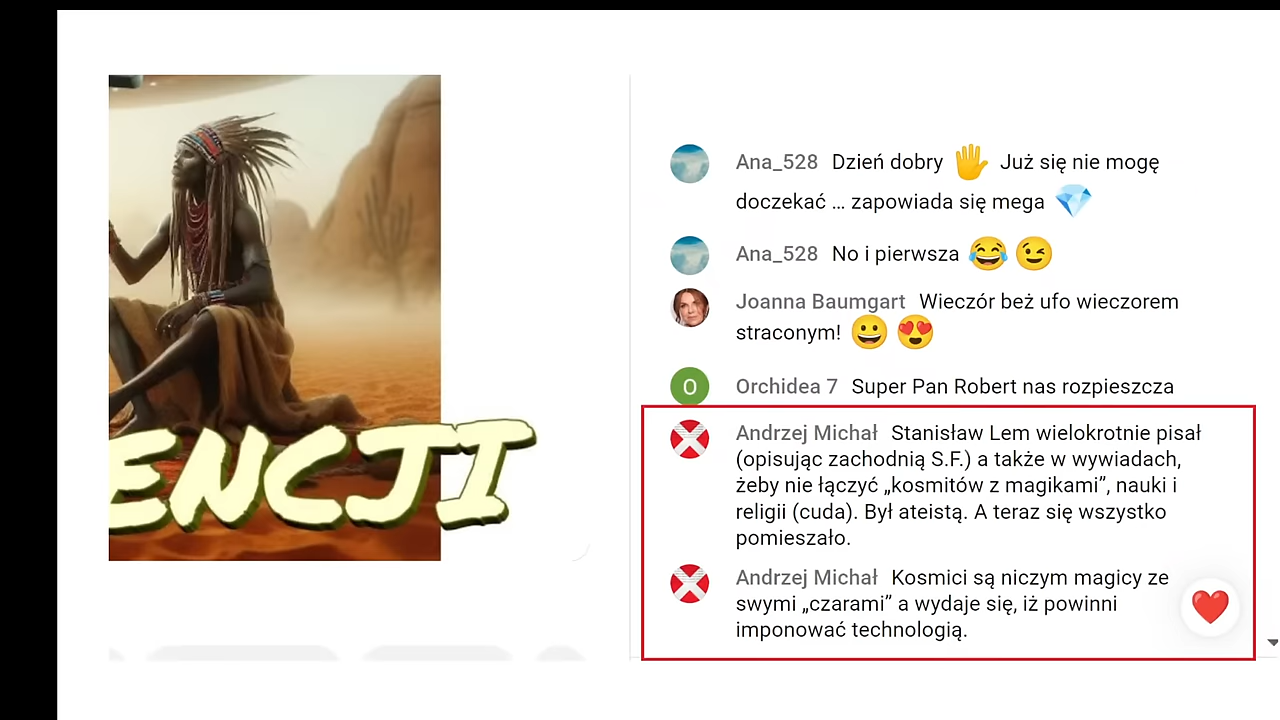 ENCJI
Ana_528 Dzień dobry 🖐 Już się nie mogę
doczekać ... zapowiada się mega 💎
Ana_528 No i pierwsza 😂 😉
Joanna Baumgart Wieczór beż ufo wieczorem
straconym! 😀 😍
O Orchidea 7 Super Pan Robert nas rozpieszcza
Andrzej Michał Stanisław Lem wielokrotnie pisał
(opisując zachodnią S.F.) a także w wywiadach,
żeby nie łączyć „kosmitów z magikami”, nauki i
religii (cuda). Był ateistą. A teraz się wszystko
pomieszało.
Andrzej Michał Kosmici są niczym magicy ze
swymi „czarami” a wydaje się, iż powinni
imponować technologią.